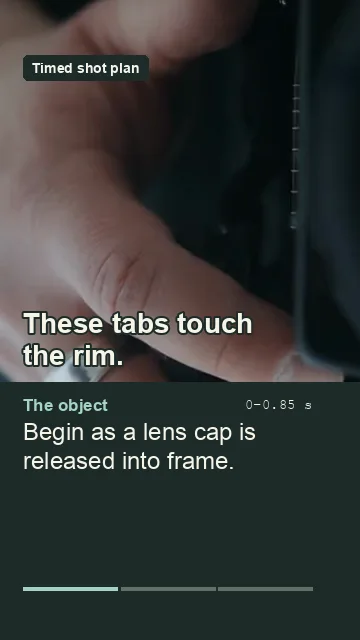 Timed shot plan
These tabs touch
the rim.
The object 0–0.85 s
Begin as a lens cap is
released into frame.